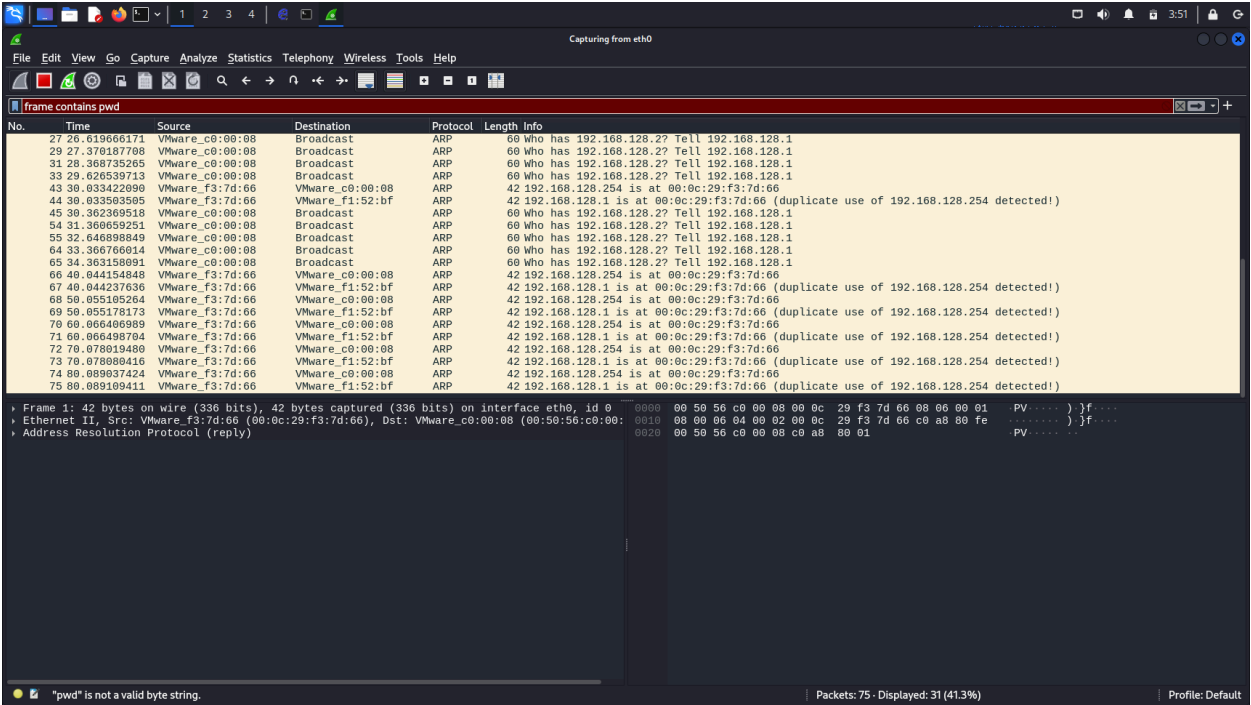 1 2 3 4 3:51
Capturing from eth0
File Edit View Go Capture Analyze Statistics Telephony Wireless Tools Help
frame contains pwd
No. Time Source Destination Protocol Length Info
27 26.619666171 VMware_c0:00:08 Broadcast ARP 60 Who has 192.168.128.2? Tell 192.168.128.1
29 27.370187708 VMware_c0:00:08 Broadcast ARP 60 Who has 192.168.128.2? Tell 192.168.128.1
31 28.368735265 VMware_c0:00:08 Broadcast ARP 60 Who has 192.168.128.2? Tell 192.168.128.1
33 29.626539713 VMware_c0:00:08 Broadcast ARP 60 Who has 192.168.128.2? Tell 192.168.128.1
43 30.033422090 VMware_f3:7d:66 VMware_c0:00:08 ARP 42 192.168.128.254 is at 00:0c:29:f3:7d:66
44 30.033503505 VMware_f3:7d:66 VMware_f1:52:bf ARP 42 192.168.128.1 is at 00:0c:29:f3:7d:66 (duplicate use of 192.168.128.254 detected!)
45 30.362369518 VMware_c0:00:08 Broadcast ARP 60 Who has 192.168.128.2? Tell 192.168.128.1
54 31.360659251 VMware_c0:00:08 Broadcast ARP 60 Who has 192.168.128.2? Tell 192.168.128.1
55 32.646898849 VMware_c0:00:08 Broadcast ARP 60 Who has 192.168.128.2? Tell 192.168.128.1
64 33.366766014 VMware_c0:00:08 Broadcast ARP 60 Who has 192.168.128.2? Tell 192.168.128.1
65 34.363158091 VMware_c0:00:08 Broadcast ARP 60 Who has 192.168.128.2? Tell 192.168.128.1
66 40.044154848 VMware_f3:7d:66 VMware_c0:00:08 ARP 42 192.168.128.254 is at 00:0c:29:f3:7d:66
67 40.044237636 VMware_f3:7d:66 VMware_f1:52:bf ARP 42 192.168.128.1 is at 00:0c:29:f3:7d:66 (duplicate use of 192.168.128.254 detected!)
68 50.055105264 VMware_f3:7d:66 VMware_c0:00:08 ARP 42 192.168.128.254 is at 00:0c:29:f3:7d:66
69 50.055178173 VMware_f3:7d:66 VMware_f1:52:bf ARP 42 192.168.128.1 is at 00:0c:29:f3:7d:66 (duplicate use of 192.168.128.254 detected!)
70 60.066406989 VMware_f3:7d:66 VMware_c0:00:08 ARP 42 192.168.128.254 is at 00:0c:29:f3:7d:66
71 60.066498704 VMware_f3:7d:66 VMware_f1:52:bf ARP 42 192.168.128.1 is at 00:0c:29:f3:7d:66 (duplicate use of 192.168.128.254 detected!)
72 70.078019480 VMware_f3:7d:66 VMware_c0:00:08 ARP 42 192.168.128.254 is at 00:0c:29:f3:7d:66
73 70.078080416 VMware_f3:7d:66 VMware_f1:52:bf ARP 42 192.168.128.1 is at 00:0c:29:f3:7d:66 (duplicate use of 192.168.128.254 detected!)
74 80.089037424 VMware_f3:7d:66 VMware_c0:00:08 ARP 42 192.168.128.254 is at 00:0c:29:f3:7d:66
75 80.089109411 VMware_f3:7d:66 VMware_f1:52:bf ARP 42 192.168.128.1 is at 00:0c:29:f3:7d:66 (duplicate use of 192.168.128.254 detected!)
Frame 1: 42 bytes on wire (336 bits), 42 bytes captured (336 bits) on interface eth0, id 0
Ethernet II, Src: VMware_f3:7d:66 (00:0c:29:f3:7d:66), Dst: VMware_c0:00:08 (00:50:56:c0:00:
Address Resolution Protocol (reply)
0000 00 50 56 c0 00 08 00 0c 29 f3 7d 66 08 06 00 01 ·PV····· )·}f····
0010 08 00 06 04 00 02 00 0c 29 f3 7d 66 c0 a8 80 fe ········ )·}f····
0020 00 50 56 c0 00 08 c0 a8 80 01 ·PV····· ··
"pwd" is not a valid byte string. Packets: 75 · Displayed: 31 (41.3%) Profile: Default